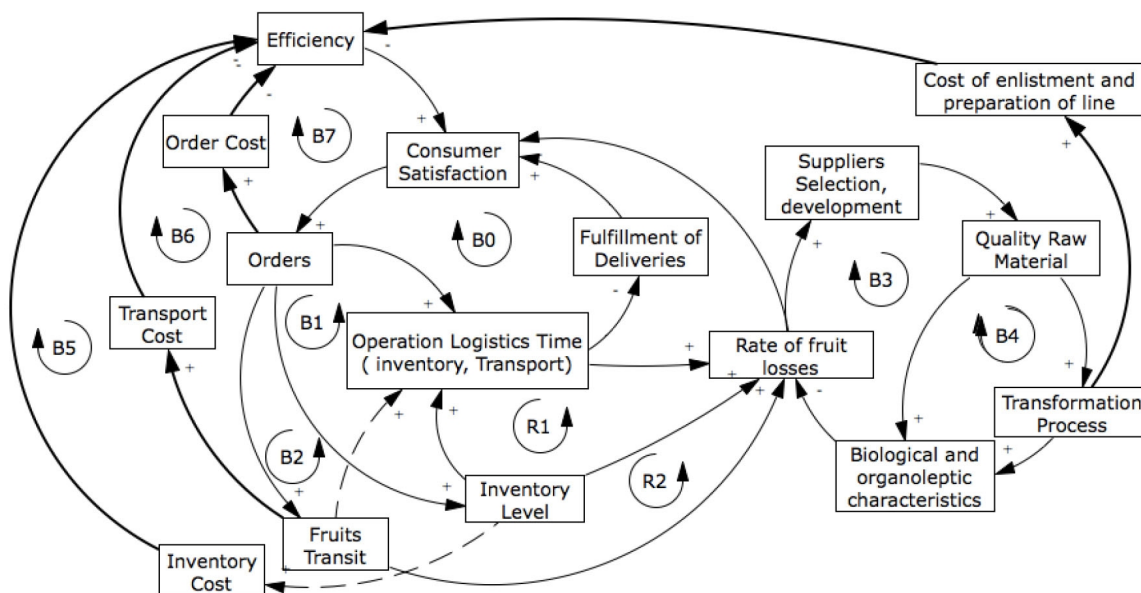 Efficiency
-
-
-
-
Cost of enlistment and
preparation of line
+
Order Cost
+
B7
+
Consumer
Satisfaction
-
+
Suppliers
Selection,
development
+
+
Quality Raw
Material
B6
Orders
+
B0
Fulfillment of
Deliveries
-
B3
Transport
Cost
+
B5
B1
+
Operation Logistics Time
( inventory, Transport)
+
+
+
Rate of fruit
losses
+
+
-
B4
+
Transformation
Process
+
+
R1
B2
+
+
Inventory
Level
R2
Biological and
organoleptic
characteristics
Fruits
Transit
Inventory
Cost
+